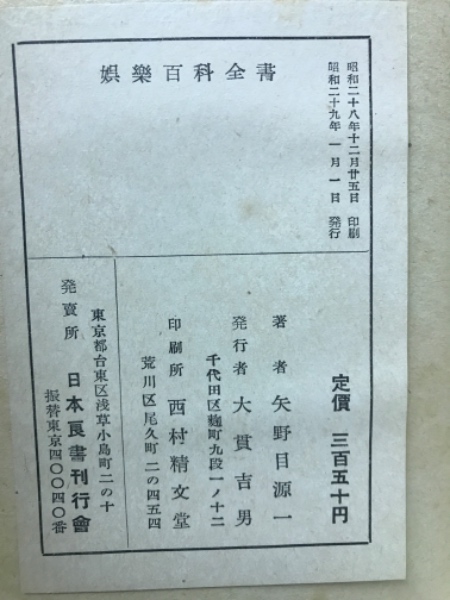 娯樂百科全書
昭和二十八年十二月廿五日 印刷
昭和二十九年 一月一日 発行
定價 三百五十円
著者 矢野目源一
発行者 大貫吉男
千代田区麹町九段一ノ十二
印刷所 西村精文堂
荒川区尾久町二の四五四
東京都台東区浅草小島町二の十
発賣所 日本良書刊行會
振替東京四〇〇四〇番